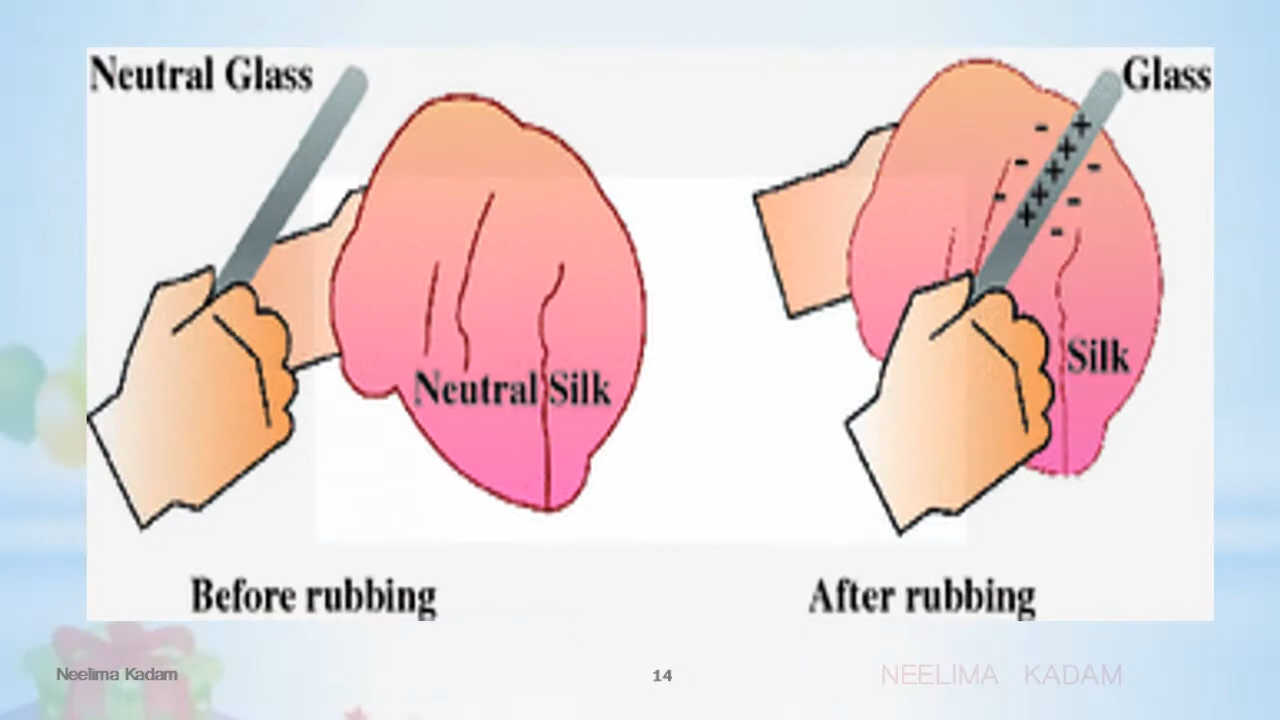 Neutral Glass
Glass
Neutral Silk
Silk
Before rubbing
After rubbing
Neelima Kadam
14
NEELIMA KADAM